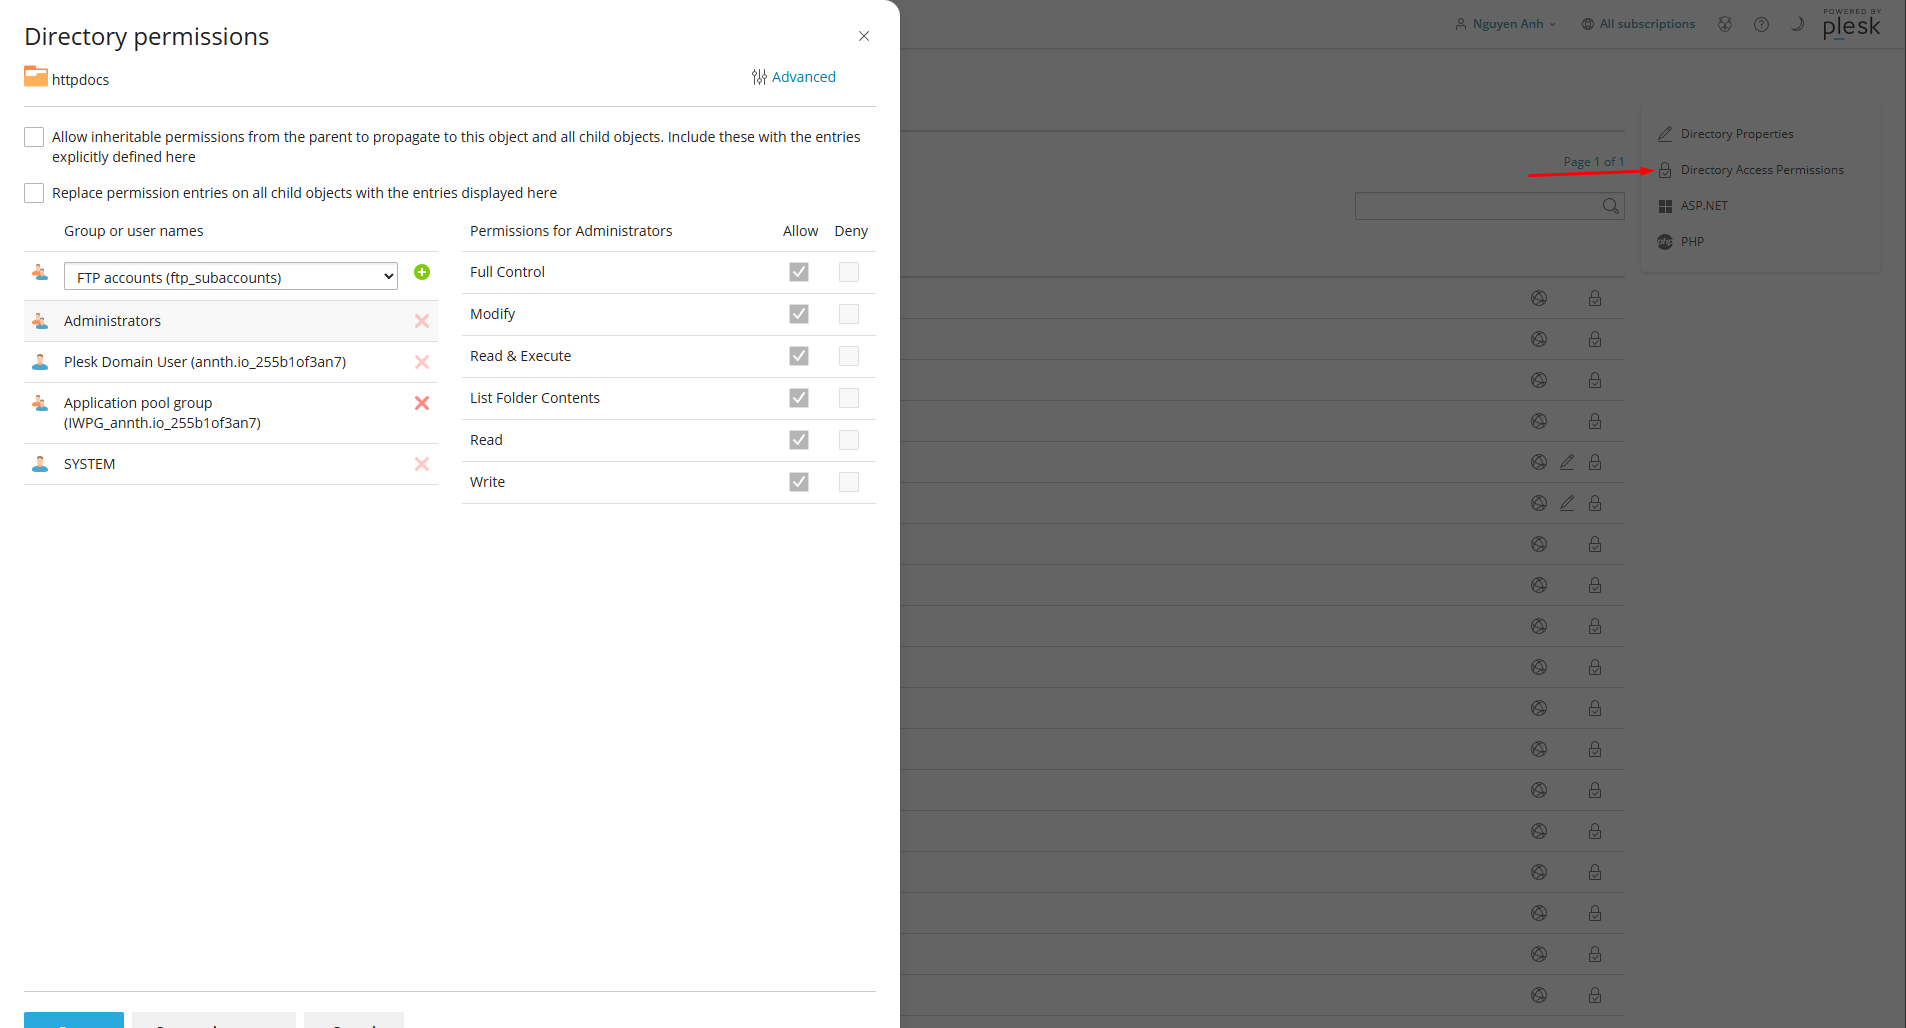 Directory permissions
httpdocs
Advanced
Allow inheritable permissions from the parent to propagate to this object and all child objects. Include these with the entries
explicitly defined here
Replace permission entries on all child objects with the entries displayed here
Group or user names
FTP accounts (ftp_subaccounts)
Administrators
Plesk Domain User (annth.io_255b1of3an7)
Application pool group
(IWPG_annth.io_255b1of3an7)
SYSTEM
Permissions for Administrators Allow Deny
Full Control
Modify
Read & Execute
List Folder Contents
Read
Write
Nguyen Anh
All subscriptions
POWERED BY
plesk
Page 1 of 1
Directory Properties
Directory Access Permissions
ASP.NET
php PHP